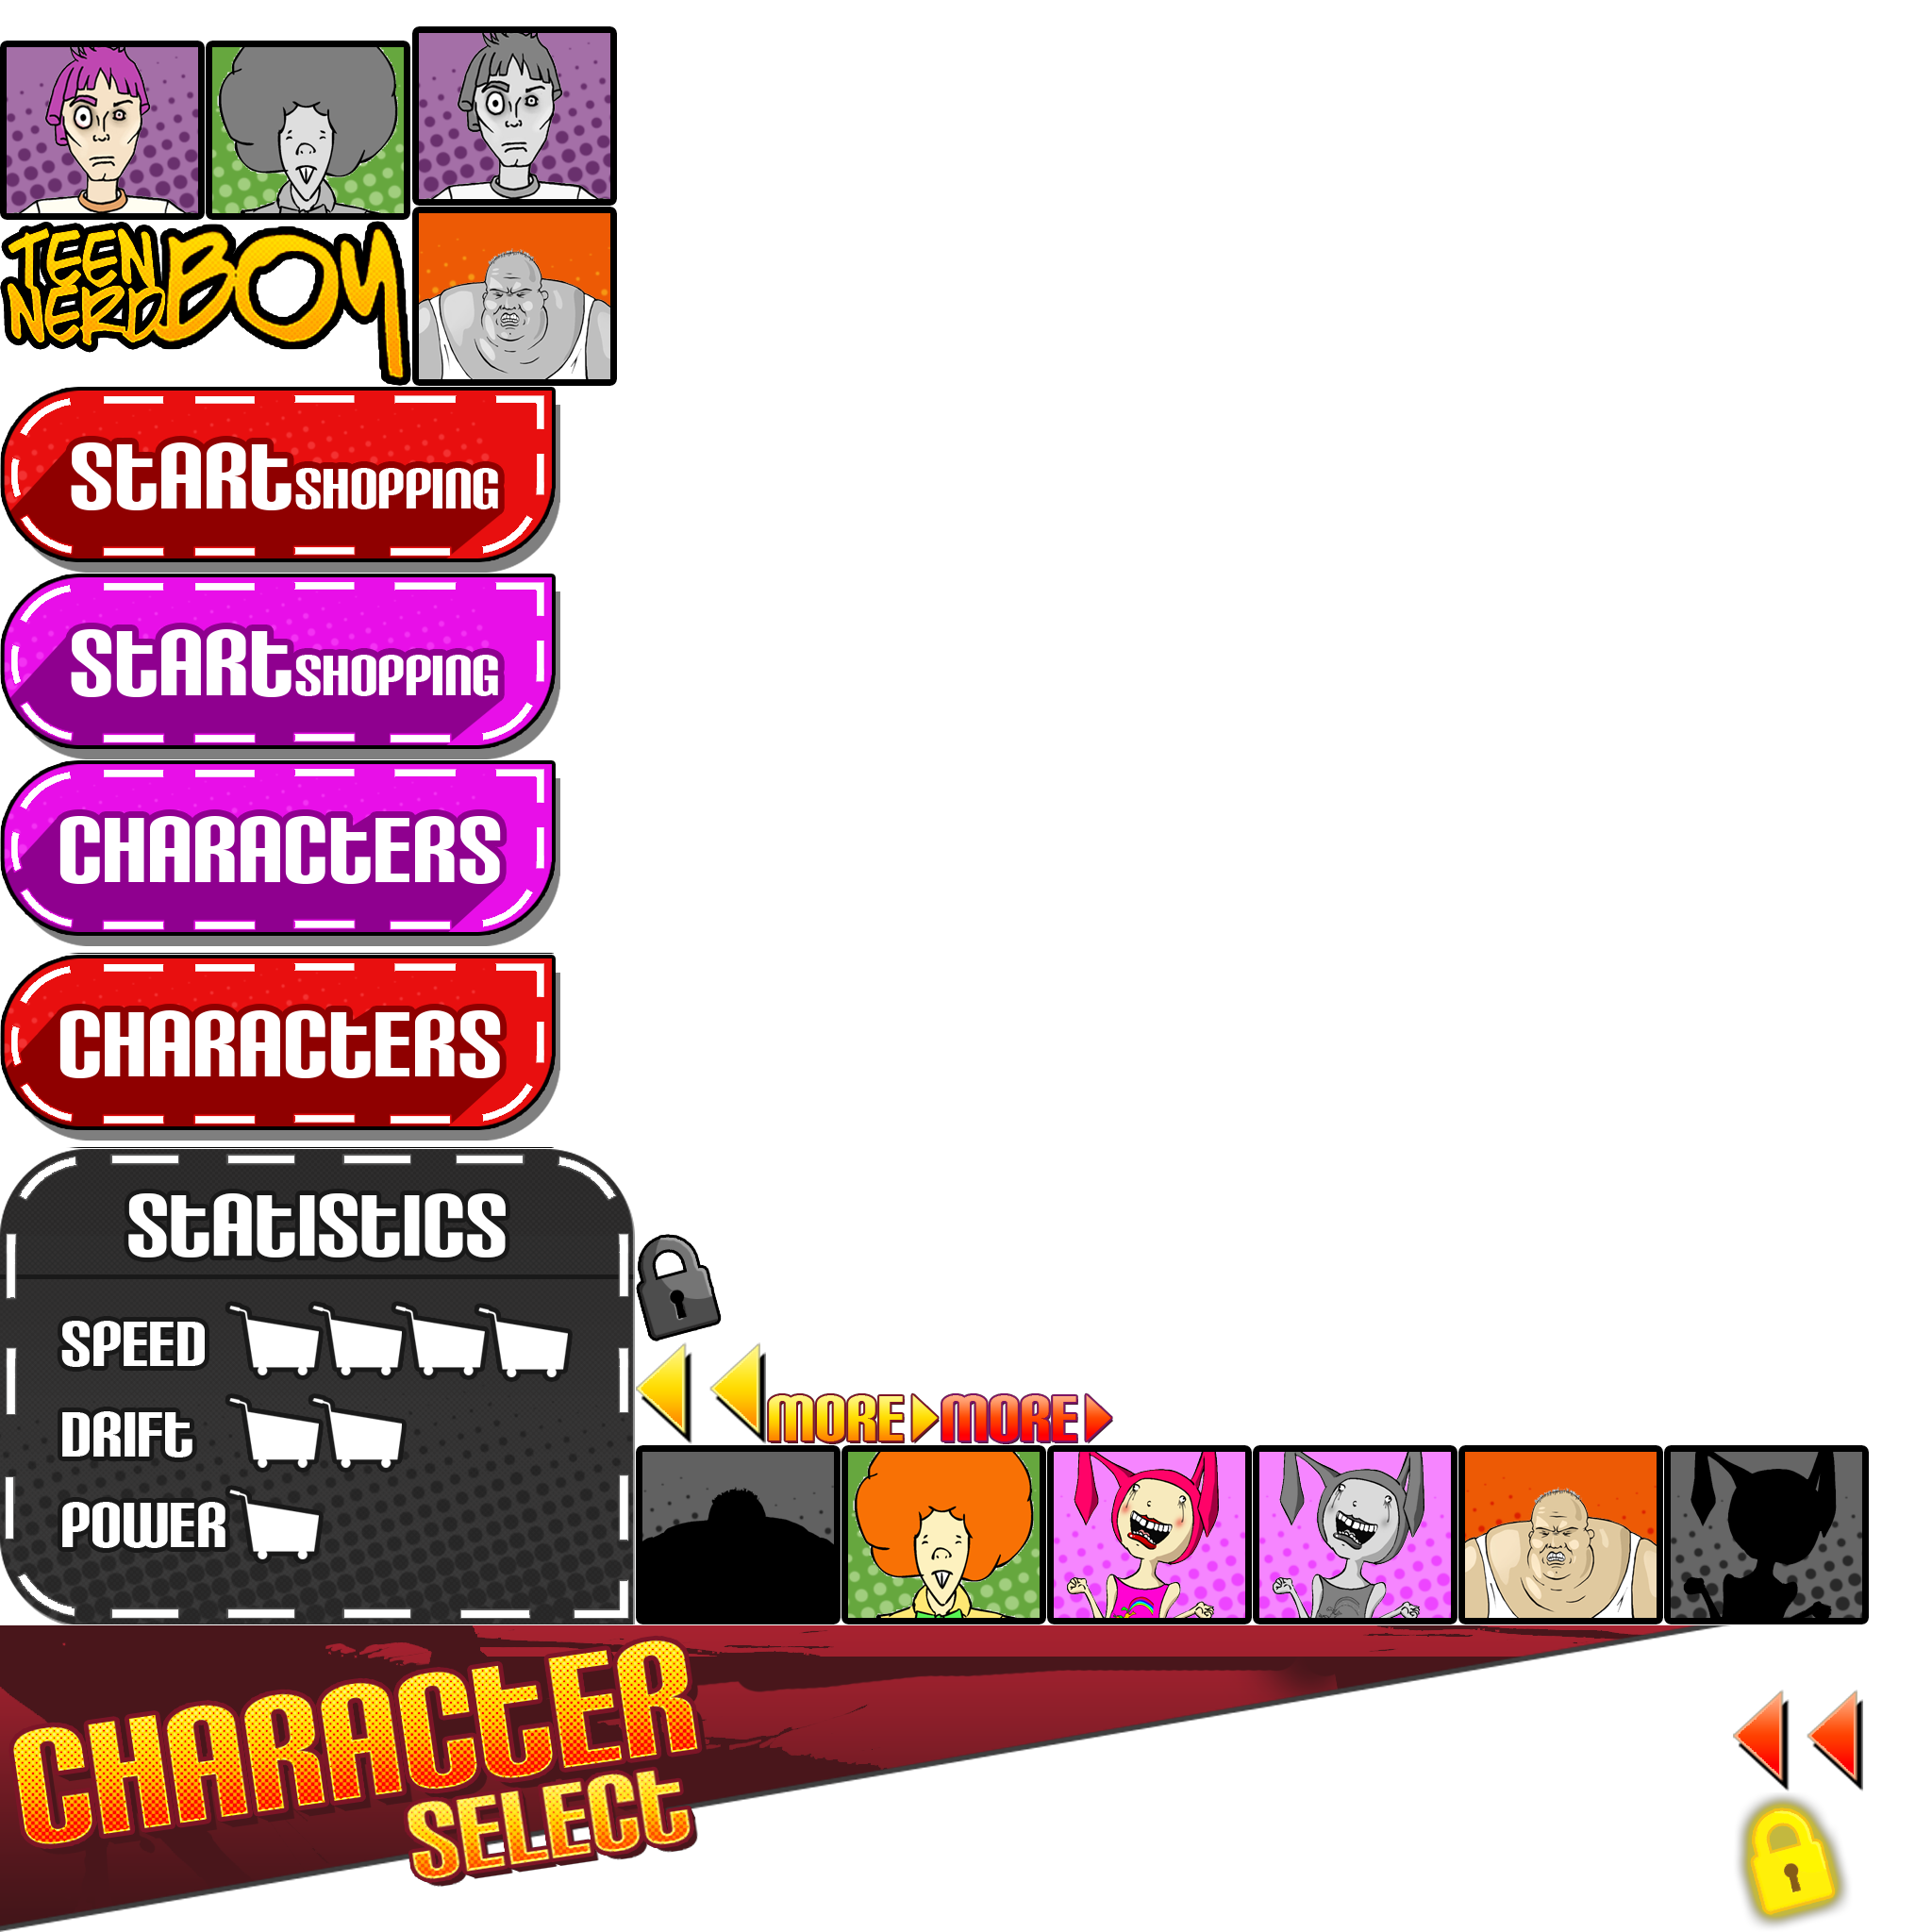 TEEN
NERD BOY
START SHOPPING
START SHOPPING
CHARACTERS
CHARACTERS
STATISTICS
SPEED
DRIFT
POWER
MORE MORE
CHARACTER
SELECT